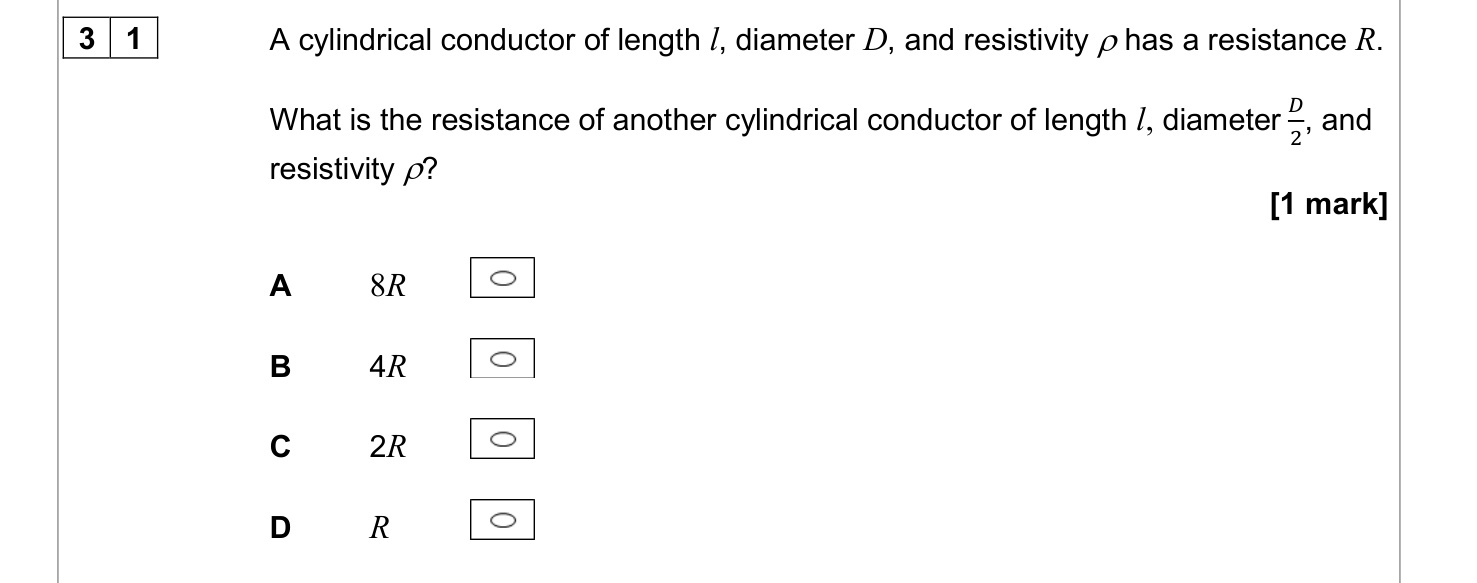 3 1 A cylindrical conductor of length l, diameter D, and resistivity ρ has a resistance R.
What is the resistance of another cylindrical conductor of length l, diameter D/2, and
resistivity ρ?
[1 mark]
A 8R
B 4R
C 2R
D R